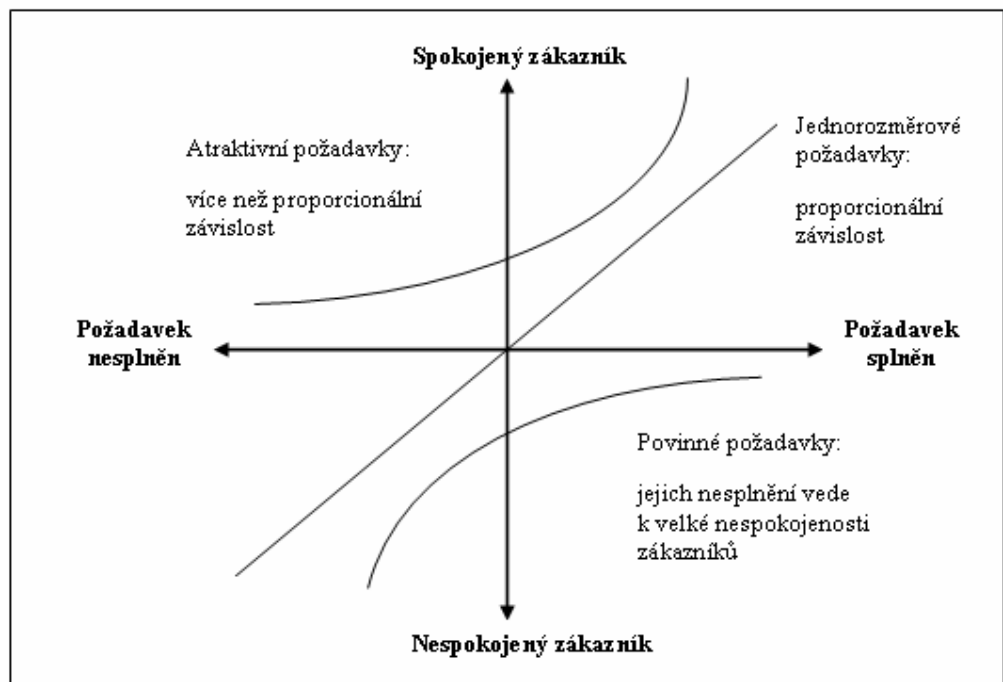 Spokojený zákazník
Atraktivní požadavky:
více než proporcionální
závislost
Jednorozměrové
požadavky:
proporcionální
závislost
Požadavek
nesplněn
Požadavek
splněn
Povinné požadavky:
jejich nesplnění vede
k velké nespokojenosti
zákazníků
Nespokojený zákazník